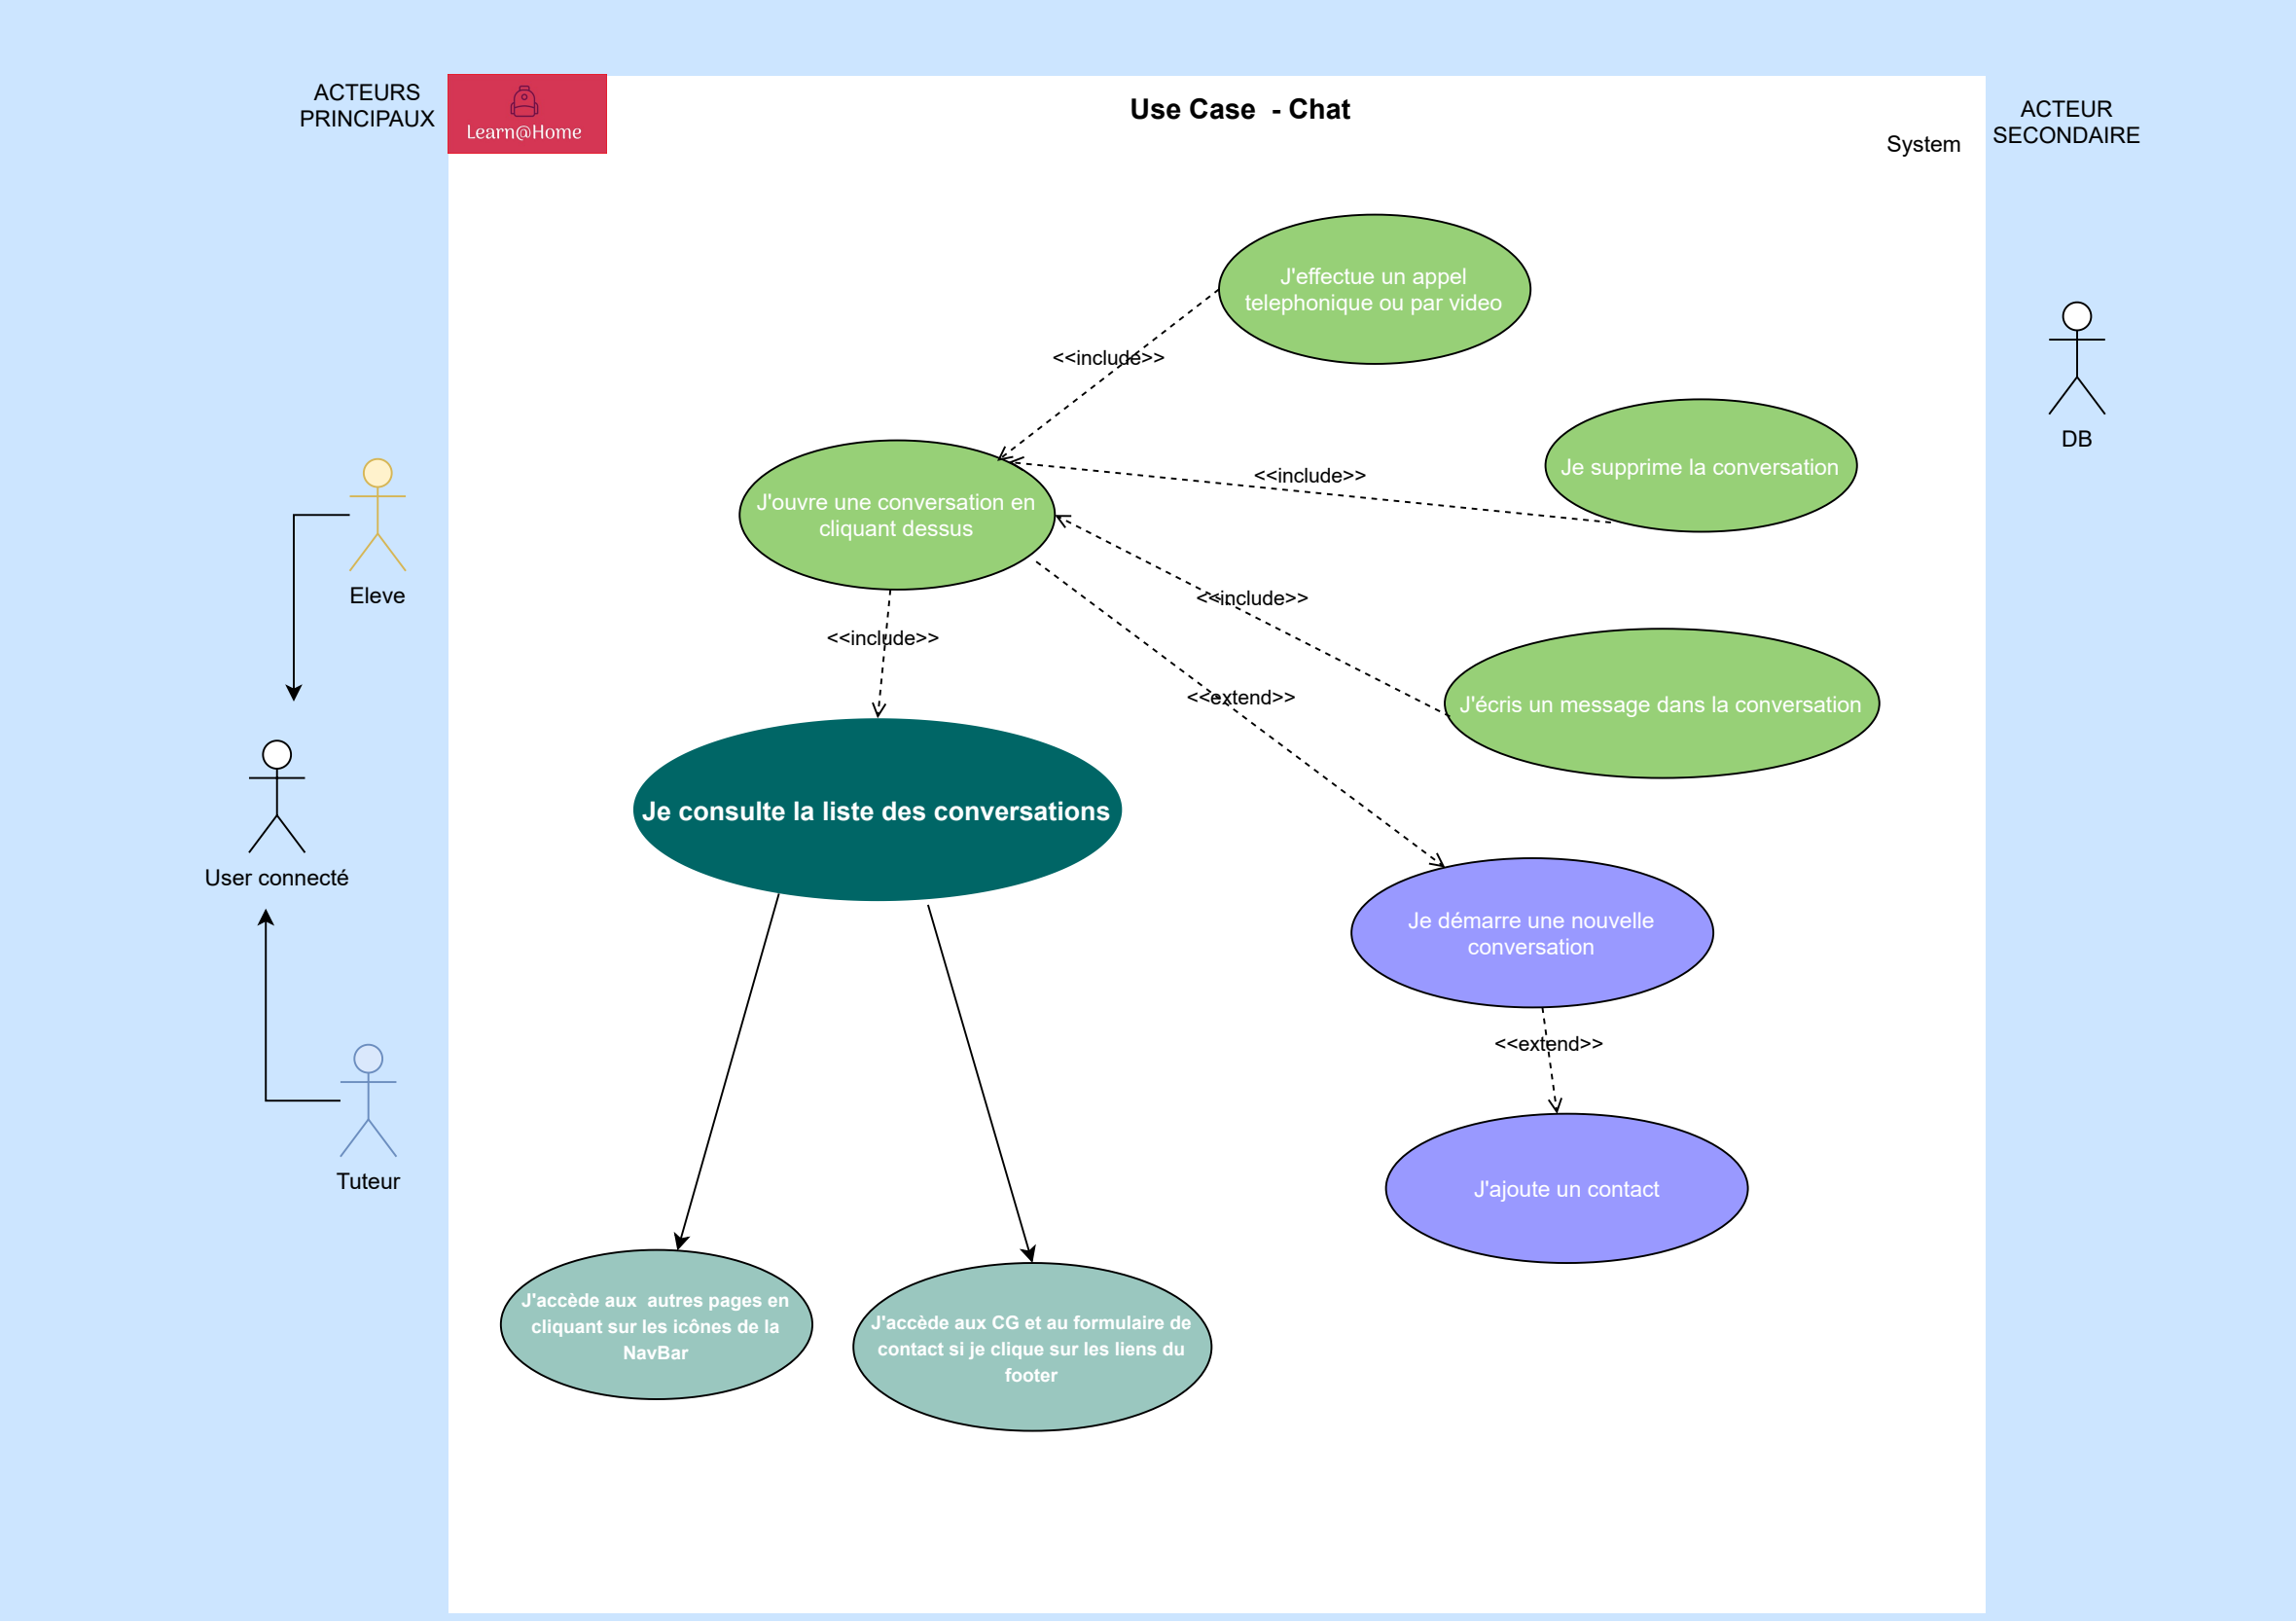 ACTEURS
PRINCIPAUX
Learn@Home
Use Case  - Chat
System
ACTEUR
SECONDAIRE
J'effectue un appel
telephonique ou par video
<<include>>
Je supprime la conversation
<<include>>
DB
J'ouvre une conversation en
cliquant dessus
Eleve
<<include>>
<<include>>
<<extend>>
J'écris un message dans la conversation
Je consulte la liste des conversations
User connecté
Je démarre une nouvelle
conversation
<<extend>>
Tuteur
J'ajoute un contact
J'accède aux  autres pages en
cliquant sur les icônes de la
NavBar
J'accède aux CG et au formulaire de
contact si je clique sur les liens du
footer